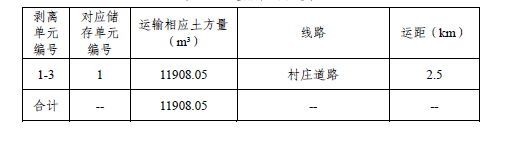 剥离单元编号 对应储存单元编号 运输相应土方量（m³） 线路 运距（km）
1-3 1 11908.05 村庄道路 2.5
合计 -- 11908.05 -- --